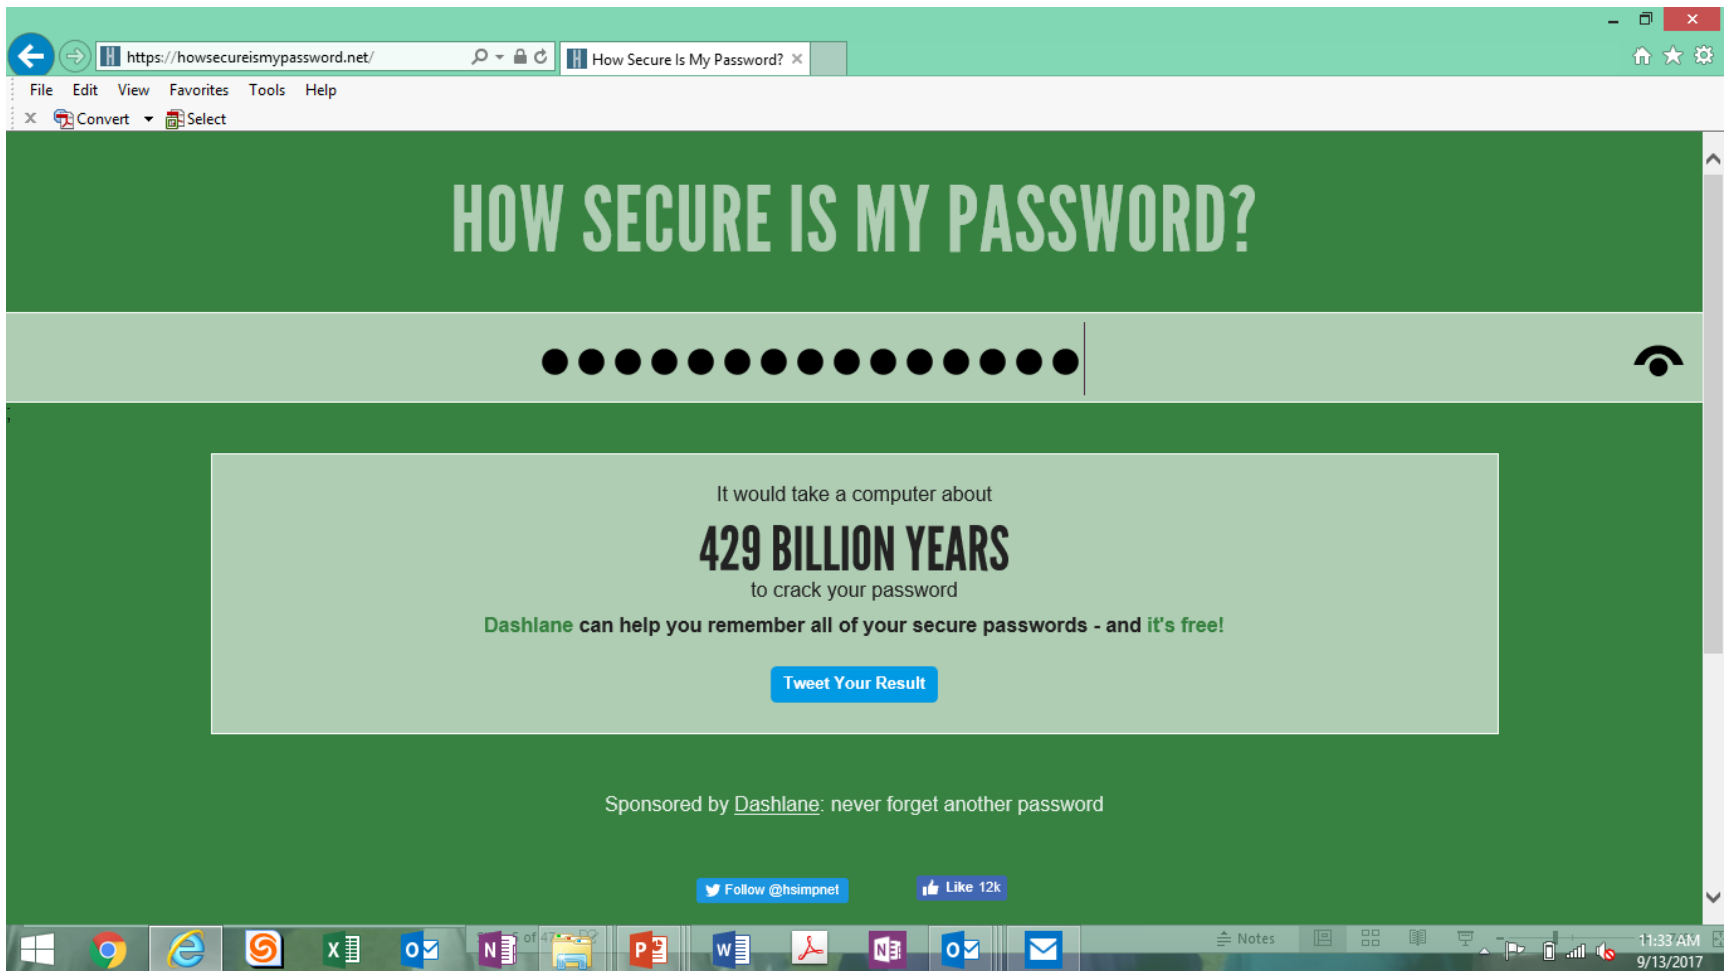 https://howsecureismypassword.net/
How Secure Is My Password?
File Edit View Favorites Tools Help
x Convert Select
HOW SECURE IS MY PASSWORD?
It would take a computer about
429 BILLION YEARS
to crack your password
Dashlane can help you remember all of your secure passwords - and it's free!
Tweet Your Result
Sponsored by Dashlane: never forget another password
Follow @hsimpnet
Like 12k
of 47
Notes
11:33 AM
9/13/2017